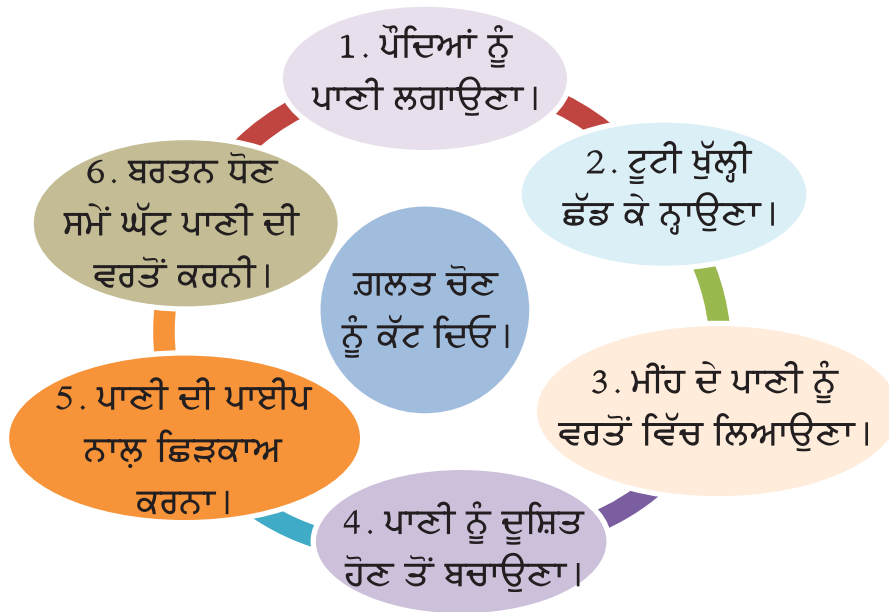 1. ਪੌਦਿਆਂ ਨੂੰ
ਪਾਣੀ ਲਗਾਉਣਾ।
2. ਟੂਟੀ ਖੁੱਲ੍ਹੀ
ਛੱਡ ਕੇ ਨ੍ਹਾਉਣਾ।
3. ਮੀਂਹ ਦੇ ਪਾਣੀ ਨੂੰ
ਵਰਤੋਂ ਵਿੱਚ ਲਿਆਉਣਾ।
4. ਪਾਣੀ ਨੂੰ ਦੂਸ਼ਿਤ
ਹੋਣ ਤੋਂ ਬਚਾਉਣਾ।
5. ਪਾਣੀ ਦੀ ਪਾਈਪ
ਨਾਲ਼ ਛਿੜਕਾਅ
ਕਰਨਾ।
6. ਬਰਤਨ ਧੋਣ
ਸਮੇਂ ਘੱਟ ਪਾਣੀ ਦੀ
ਵਰਤੋਂ ਕਰਨੀ।
ਗ਼ਲਤ ਚੋਣ
ਨੂੰ ਕੱਟ ਦਿਓ।